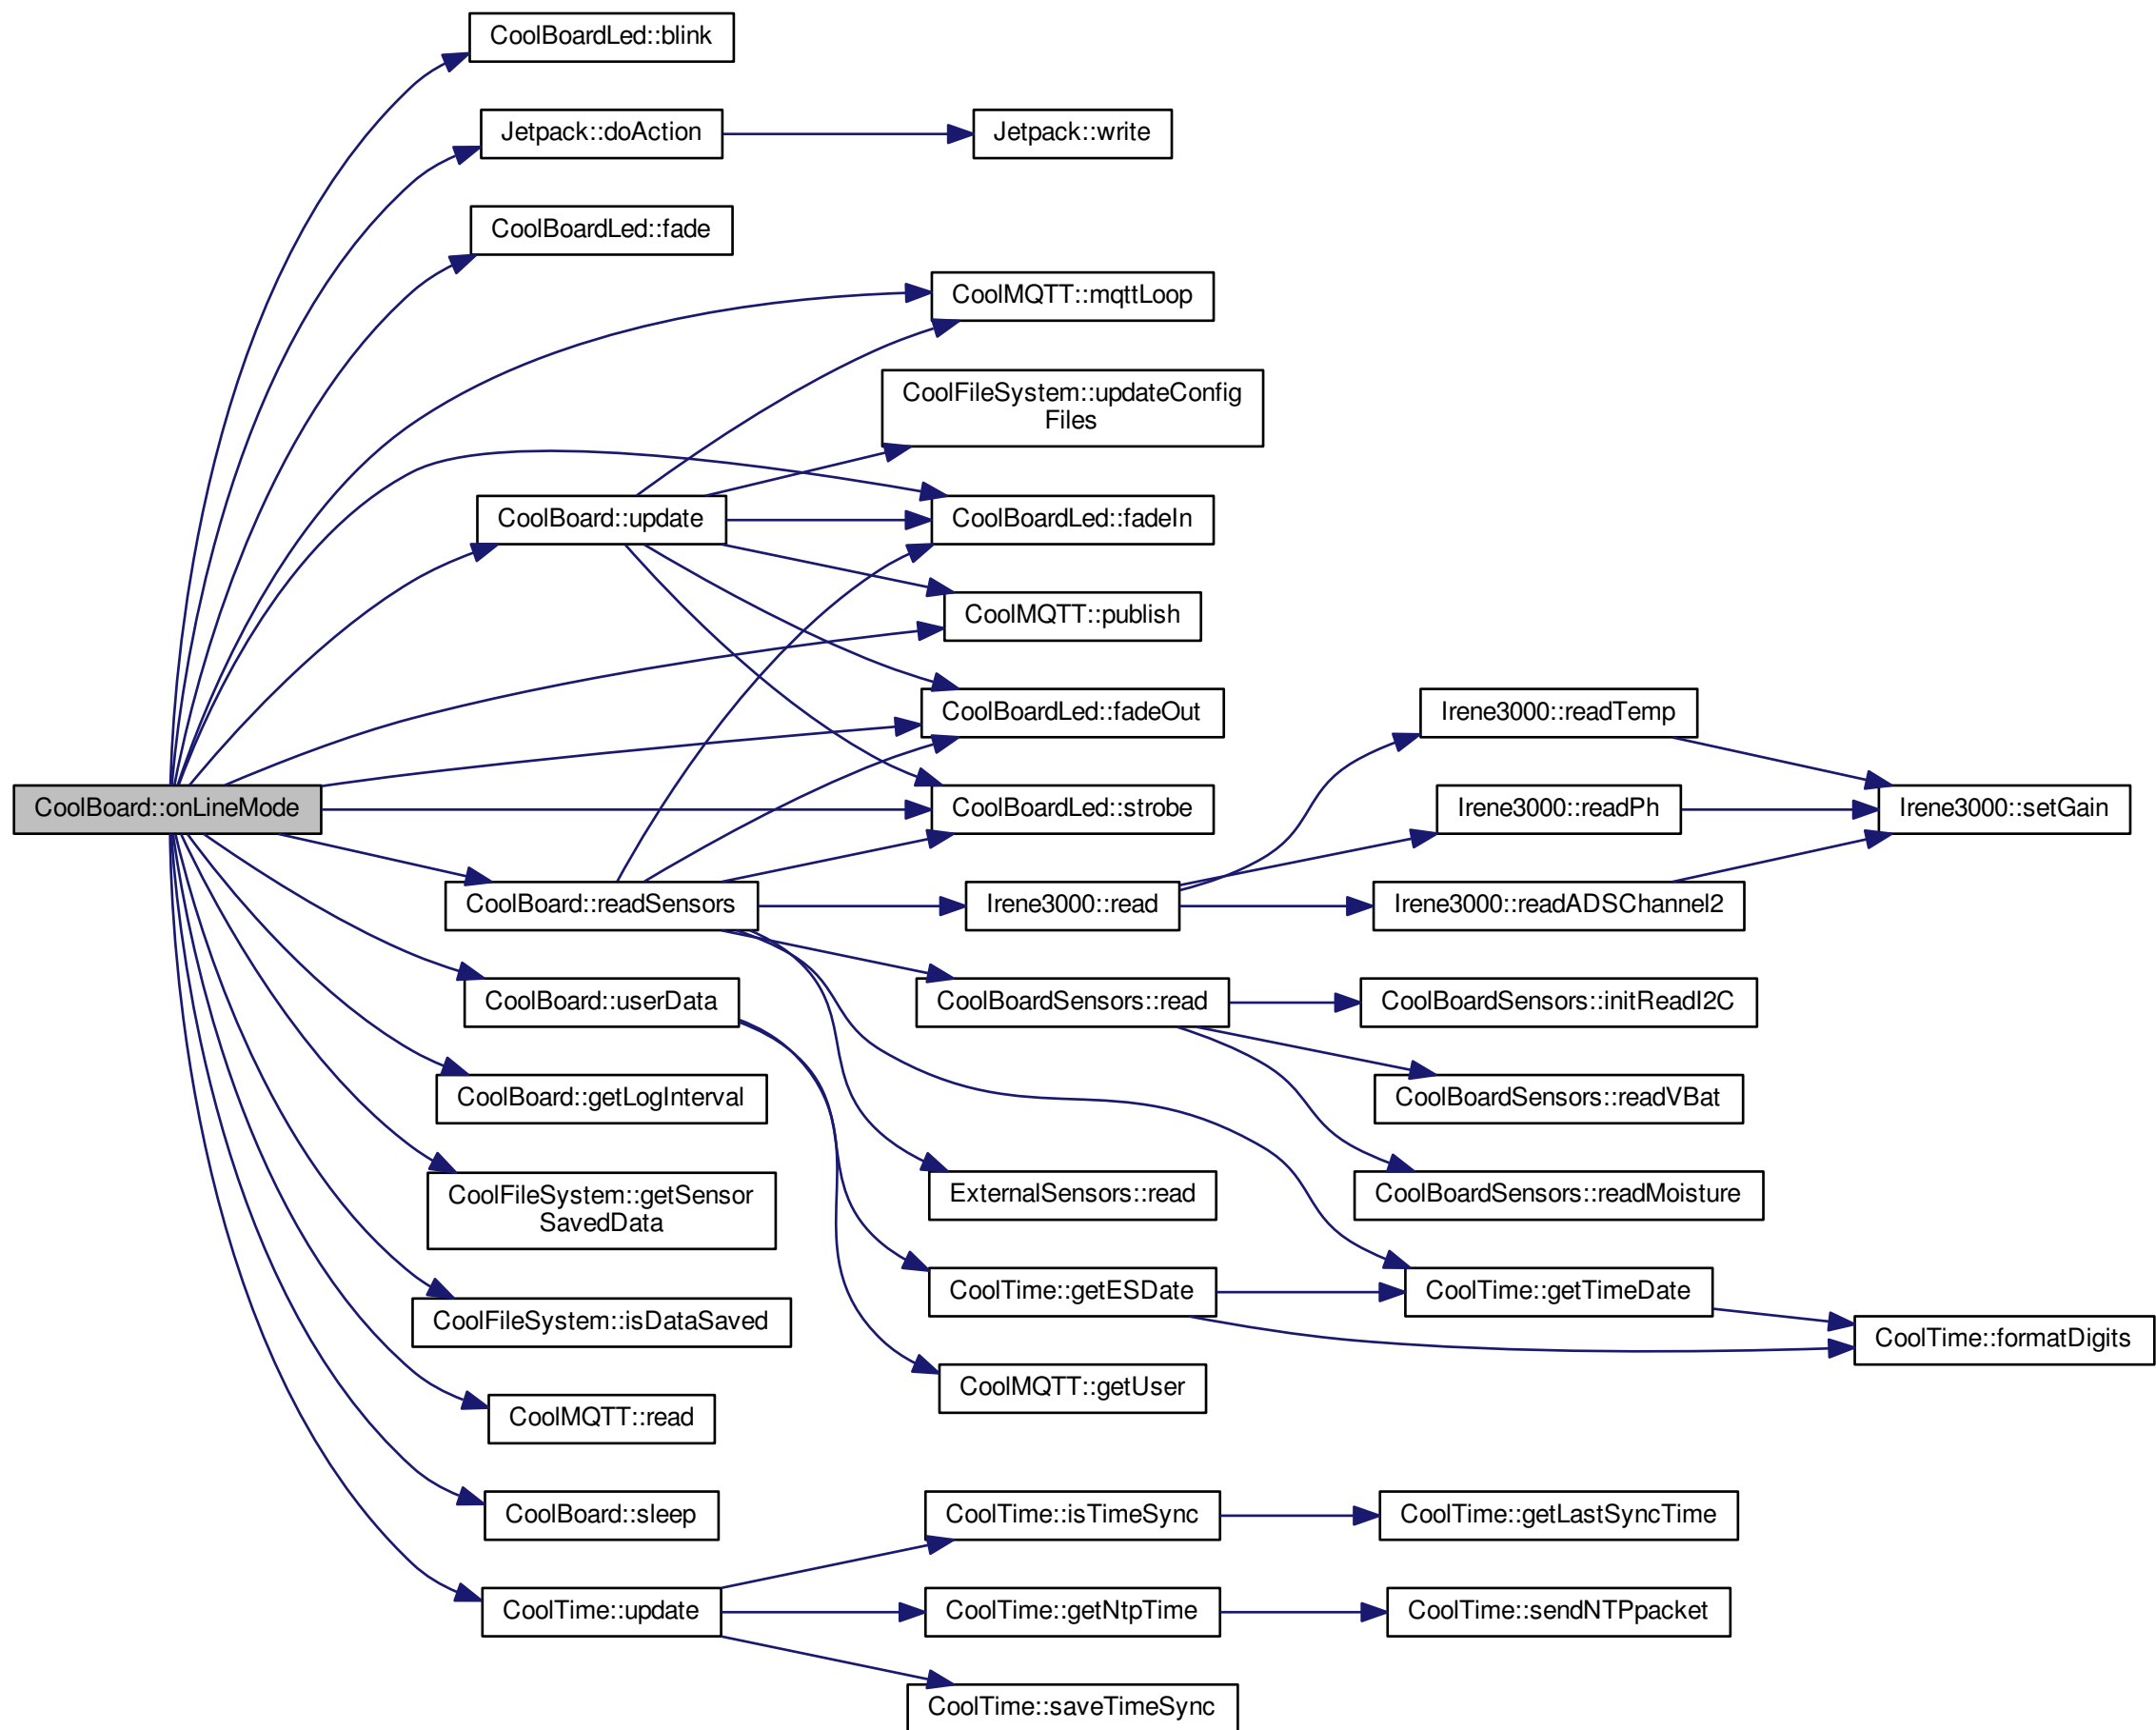 CoolBoardLed::blink
Jetpack::doAction
Jetpack::write
CoolBoardLed::fade
CoolMQTT::mqttLoop
CoolFileSystem::updateConfig
Files
CoolBoard::update
CoolBoardLed::fadeIn
CoolMQTT::publish
CoolBoardLed::fadeOut
Irene3000::readTemp
CoolBoard::onLineMode
CoolBoardLed::strobe
Irene3000::readPh
Irene3000::setGain
CoolBoard::readSensors
Irene3000::read
Irene3000::readADSChannel2
CoolBoard::userData
CoolBoardSensors::read
CoolBoardSensors::initReadI2C
CoolBoard::getLogInterval
CoolBoardSensors::readVBat
CoolFileSystem::getSensor
SavedData
ExternalSensors::read
CoolBoardSensors::readMoisture
CoolTime::getESDate
CoolTime::getTimeDate
CoolFileSystem::isDataSaved
CoolTime::formatDigits
CoolMQTT::getUser
CoolMQTT::read
CoolBoard::sleep
CoolTime::isTimeSync
CoolTime::getLastSyncTime
CoolTime::update
CoolTime::getNtpTime
CoolTime::sendNTPpacket
CoolTime::saveTimeSync